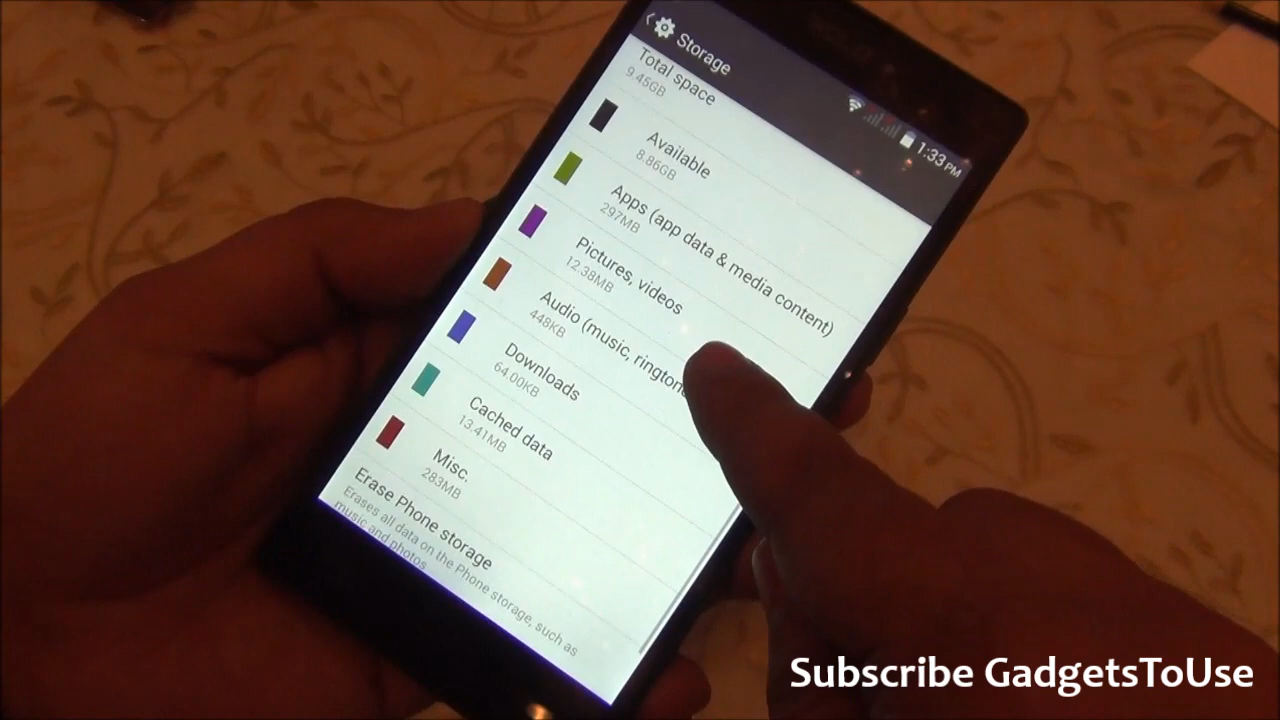 Storage
1:33 PM
Total space
9.45GB
Available
8.86GB
Apps (app data & media content)
297MB
Pictures, videos
12.38MB
Audio (music, rington
448KB
Downloads
64.00KB
Cached data
13.41MB
Misc.
283MB
Erase Phone storage
Erases all data on the Phone storage, such as
music and photos
Subscribe GadgetsToUse